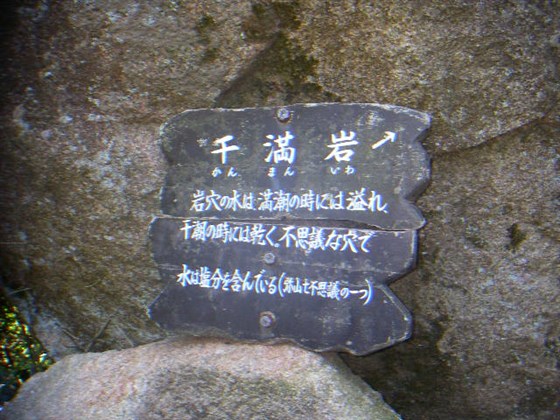 干満岩↗
かんまんいわ
岩穴の水は満潮の時には溢れ、
干潮の時には乾く、不思議な穴で
水は塩分を含んでいる(弥山七不思議の一つ)